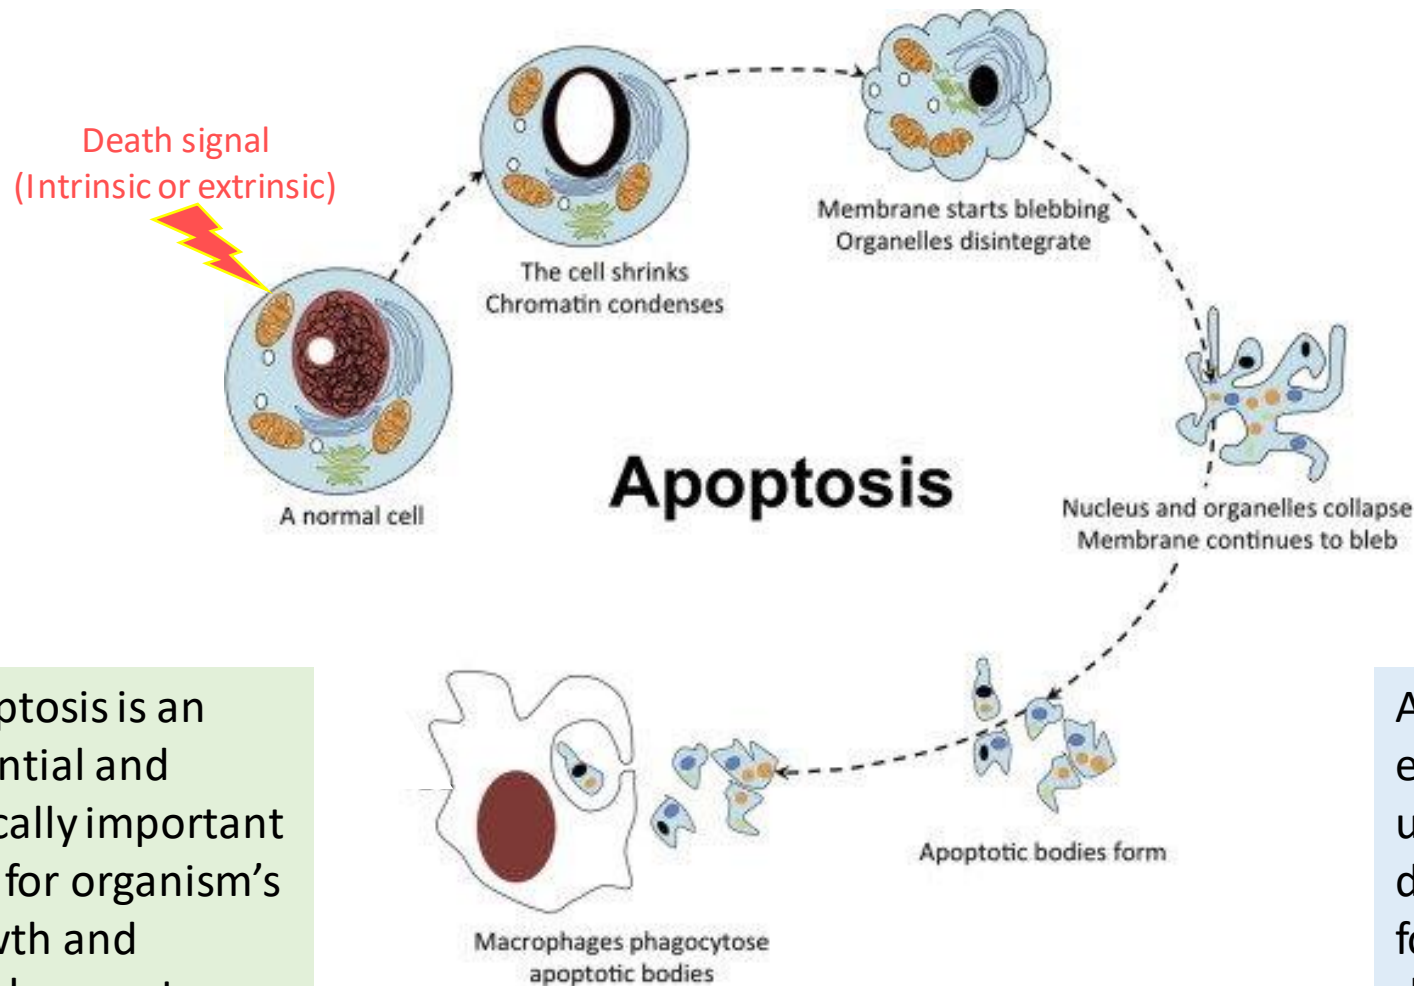 Death signal
(Intrinsic or extrinsic)
The cell shrinks
Chromatin condenses
Membrane starts blebbing
Organelles disintegrate
A normal cell
Apoptosis
Nucleus and organelles collapse
Membrane continues to bleb
Apoptotic bodies form
Macrophages phagocytose
apoptotic bodies
ptosis is an
ntial and
cally important
for organism's
wth and